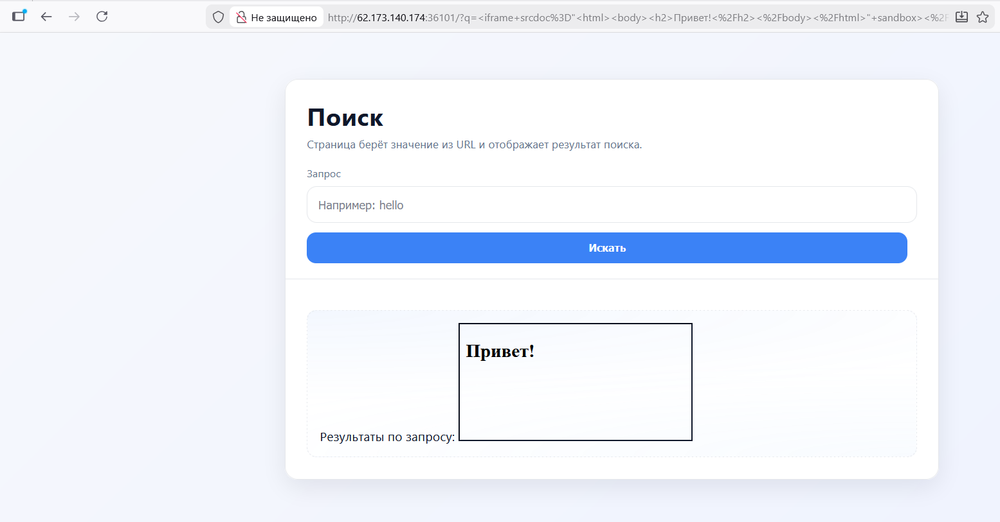 Не защищено
http://62.173.140.174:36101/?q=<iframe+srcdoc%3D"<html><body><h2>Привет!<%2Fh2><%2Fbody><%2Fhtml>"+sandbox><%2F
Поиск
Страница берёт значение из URL и отображает результат поиска.
Запрос
Например: hello
Искать
Привет!
Результаты по запросу: